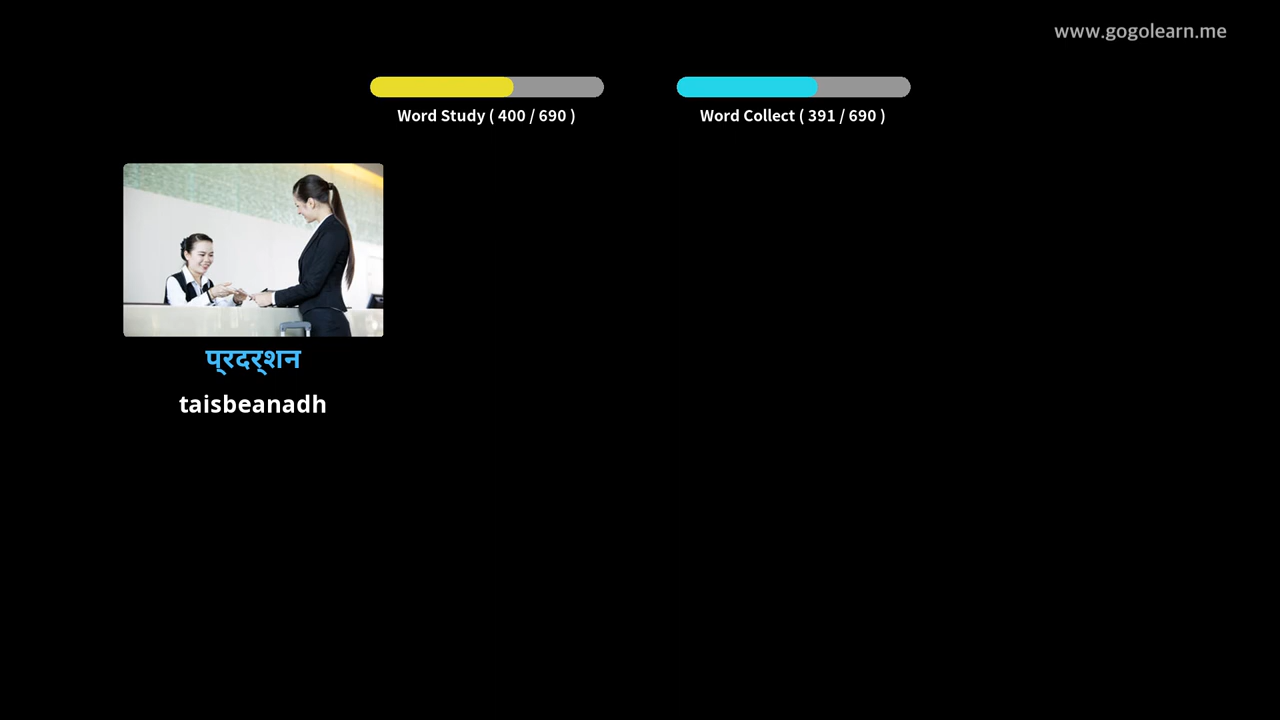 www.gogolearn.me
Word Study ( 400 / 690 )
Word Collect ( 391 / 690 )
प्रदर्शन
taisbeanadh